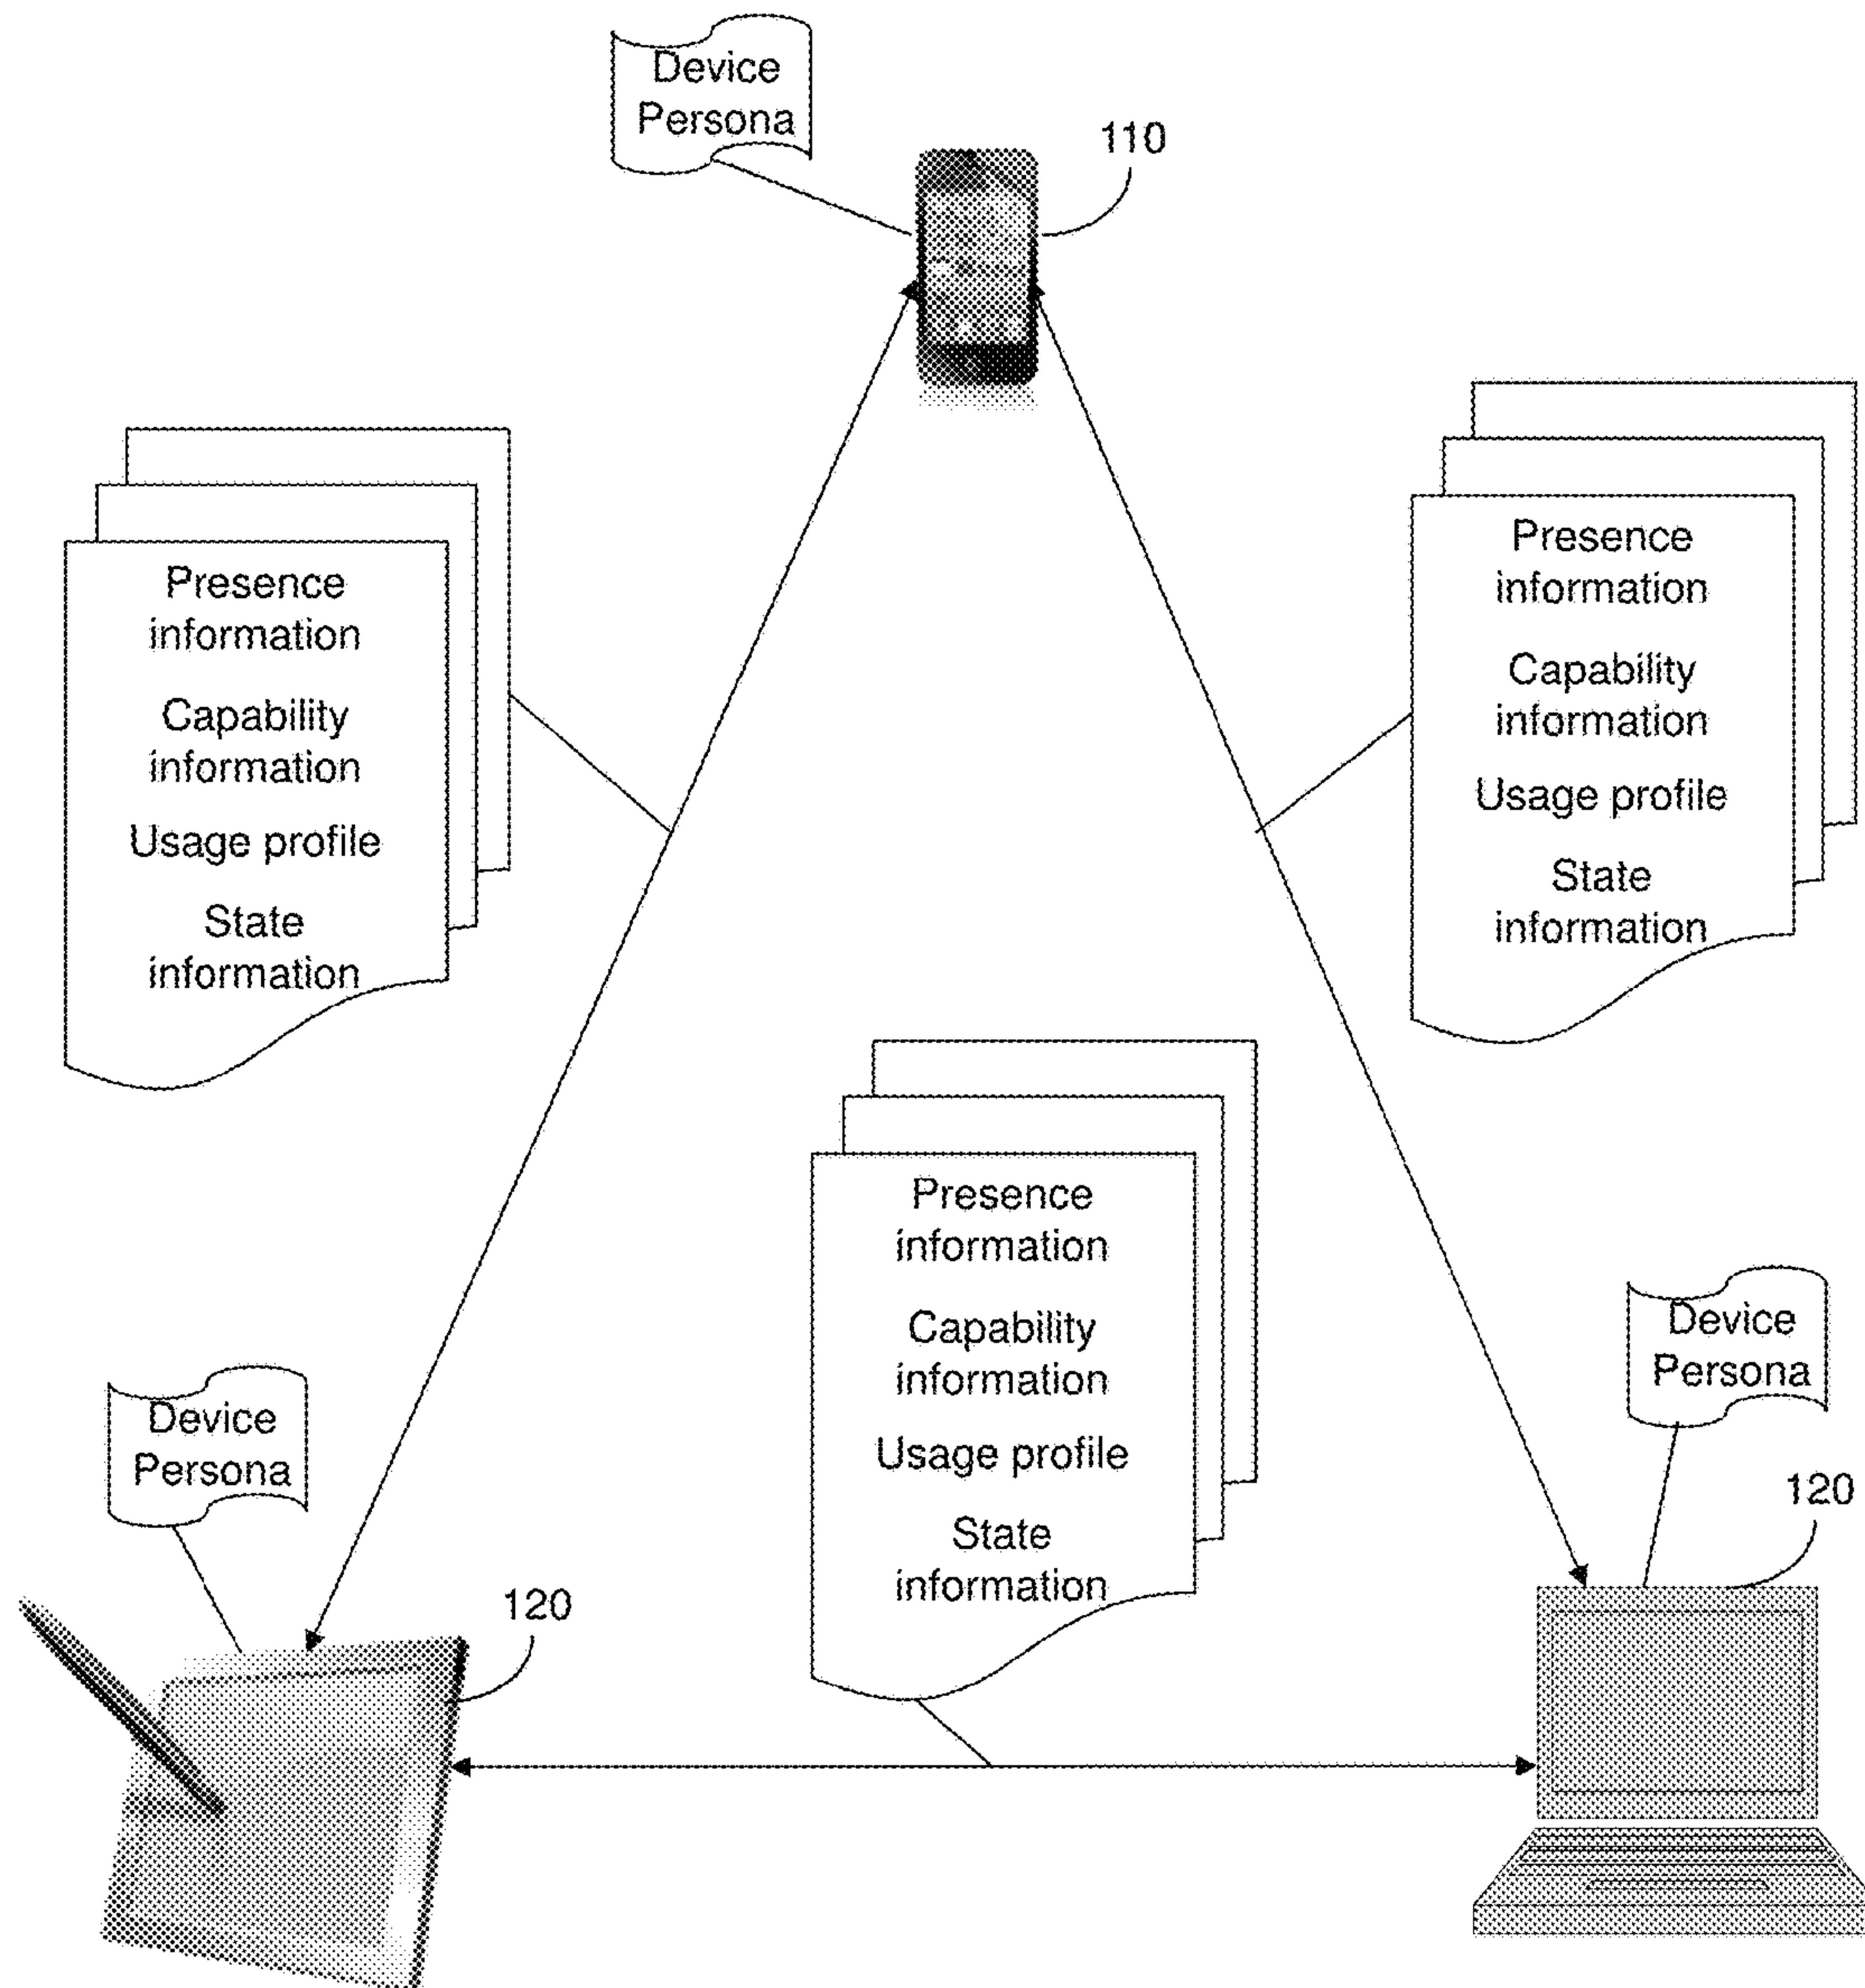 Device
Persona
110
Presence
information
Capability
information
Usage profile
State
information
Presence
information
Capability
information
Usage profile
State
information
Presence
information
Capability
information
Usage profile
State
information
Device
Persona
120
Device
Persona
120